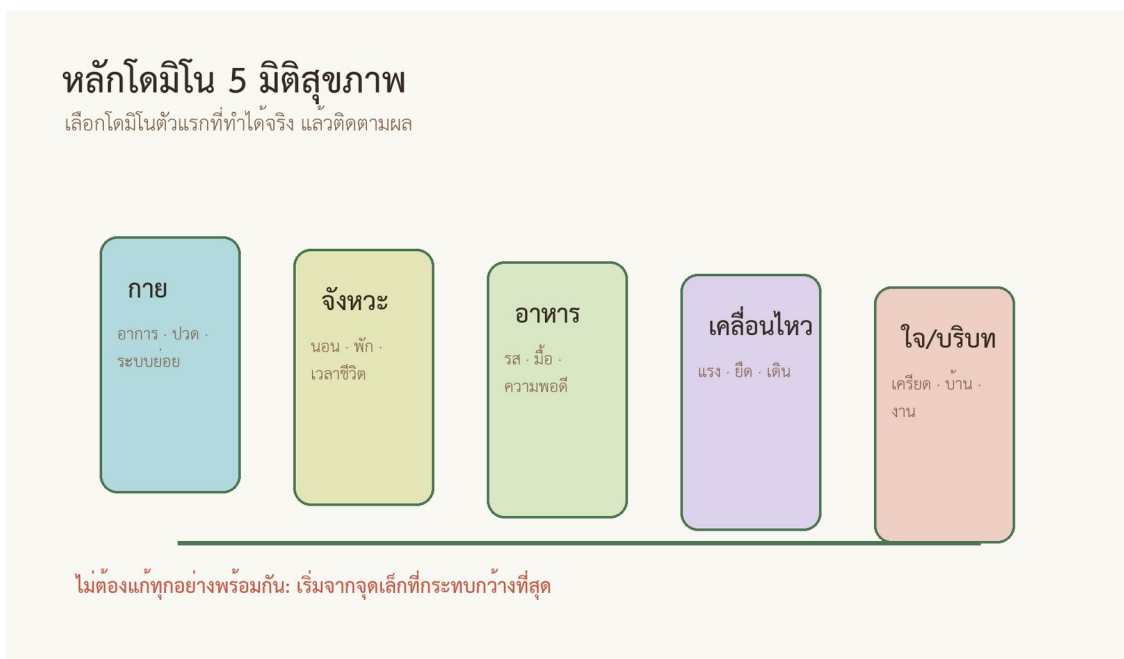 หลักโดมิโน 5 มิติสุขภาพ
เลือกโดมิโนตัวแรกที่ทำได้จริง แล้วติดตามผล
กาย
อาการ · ปวด ·
ระบบย่อย
จังหวะ
นอน · พัก ·
เวลาชีวิต
อาหาร
รส · มื้อ ·
ความพอดี
เคลื่อนไหว
แรง · ยืด · เดิน
ใจ/บริบท
เครียด · บ้าน ·
งาน
ไม่ต้องแก้ทุกอย่างพร้อมกัน: เริ่มจากจุดเล็กที่กระทบกว้างที่สุด